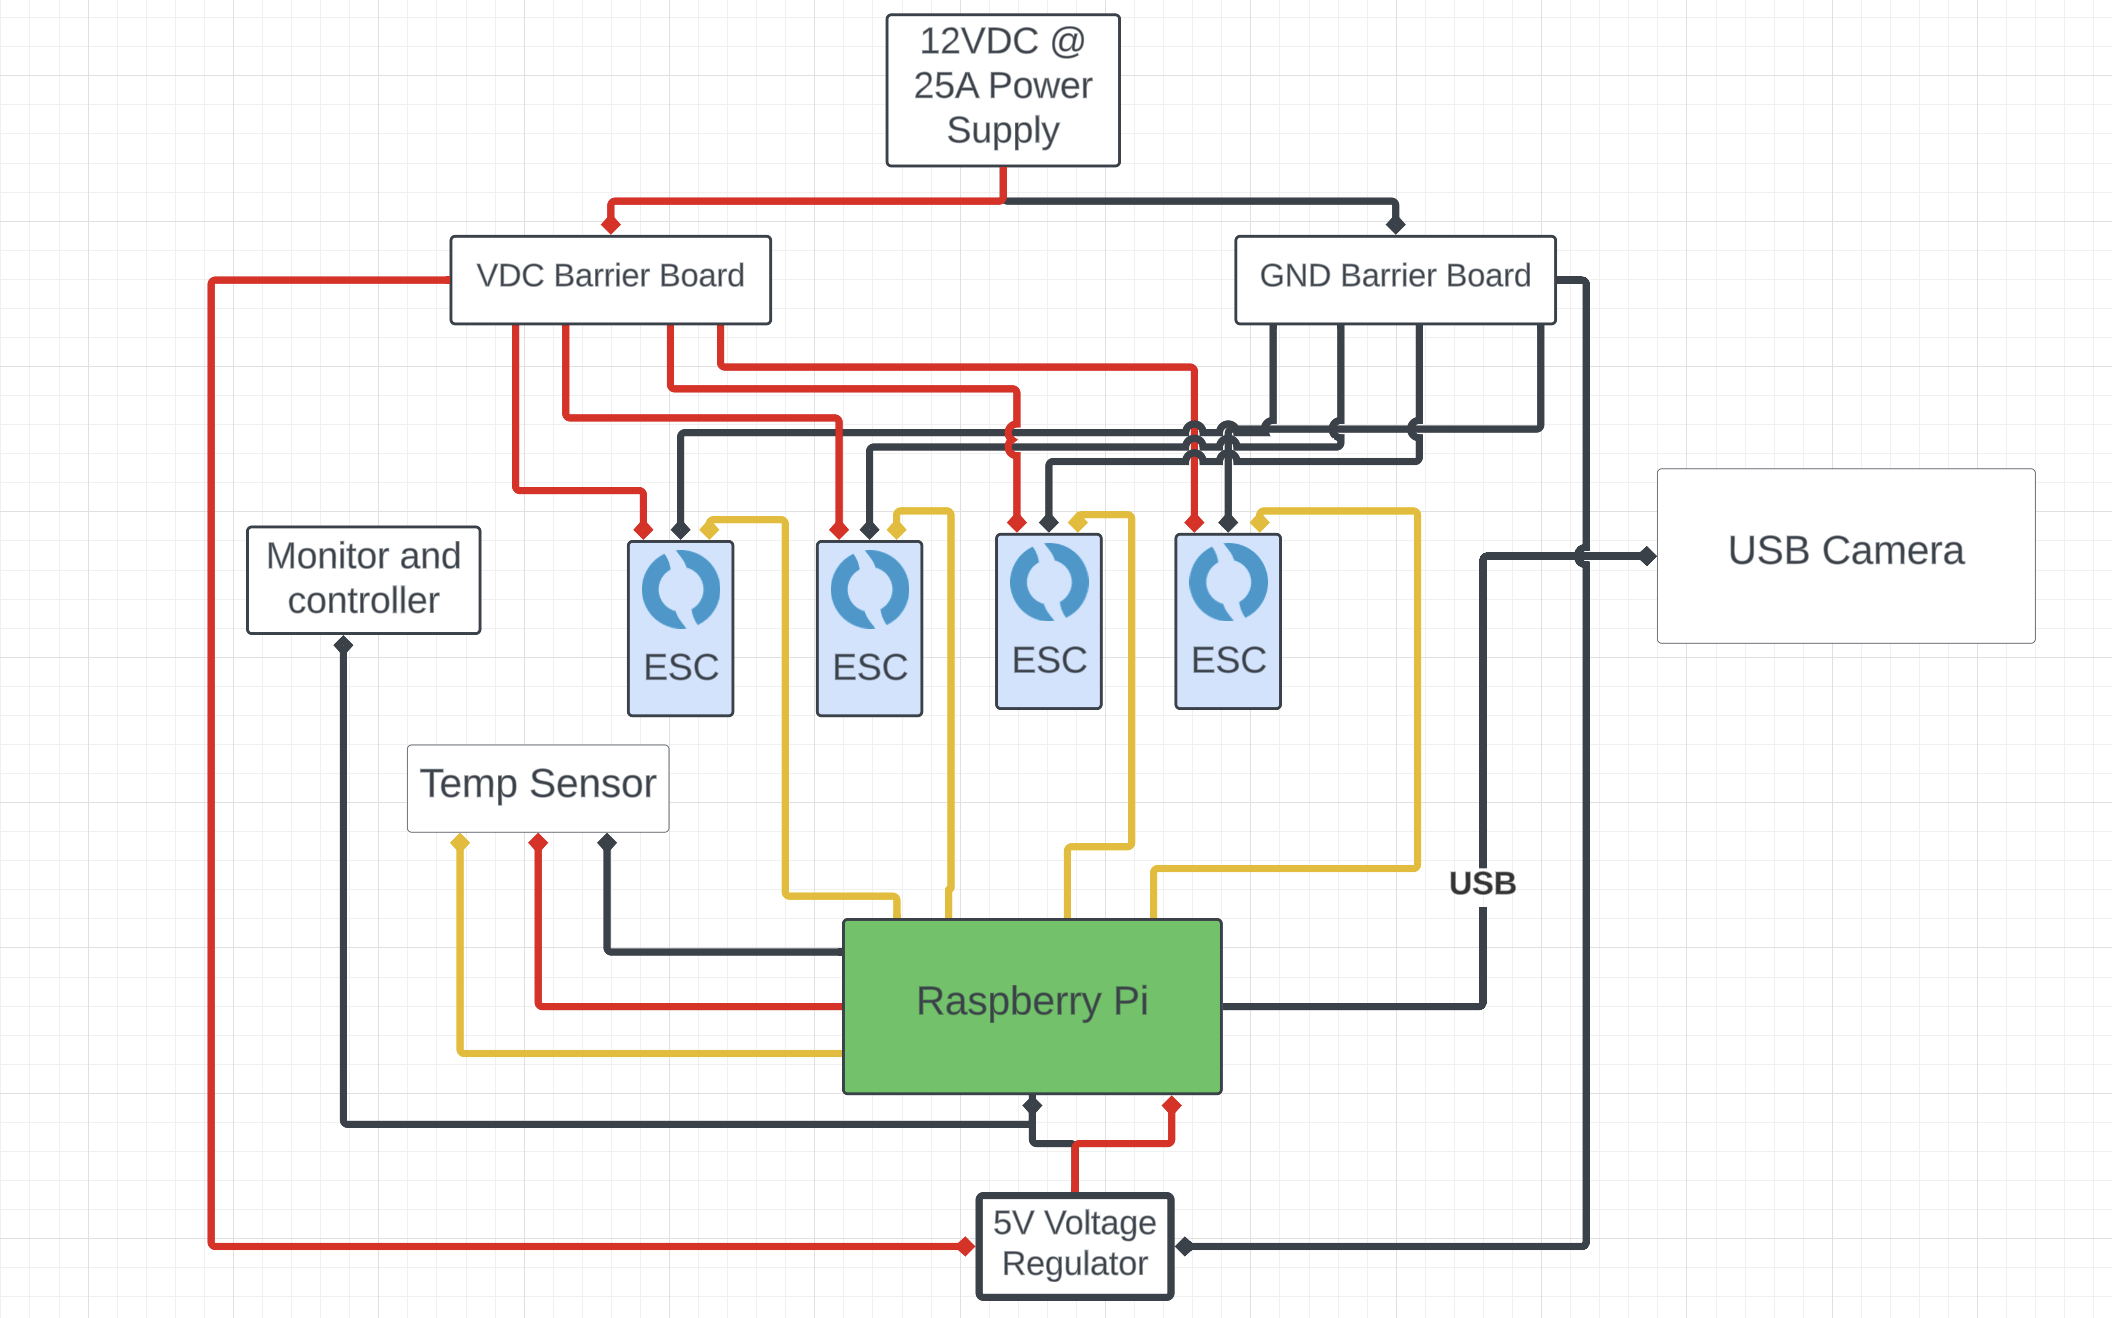 12VDC @
25A Power
Supply
VDC Barrier Board
GND Barrier Board
Monitor and
controller
ESC
ESC
ESC
ESC
USB Camera
Temp Sensor
USB
Raspberry Pi
5V Voltage
Regulator